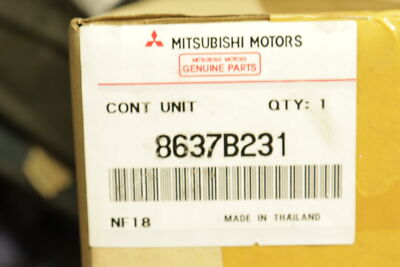 MITSUBISHI MOTORS
MITSUBISHI MOTORS
GENUINE PARTS
CONT UNIT QTY: 1
8637B231
NF18 MADE IN THAILAND